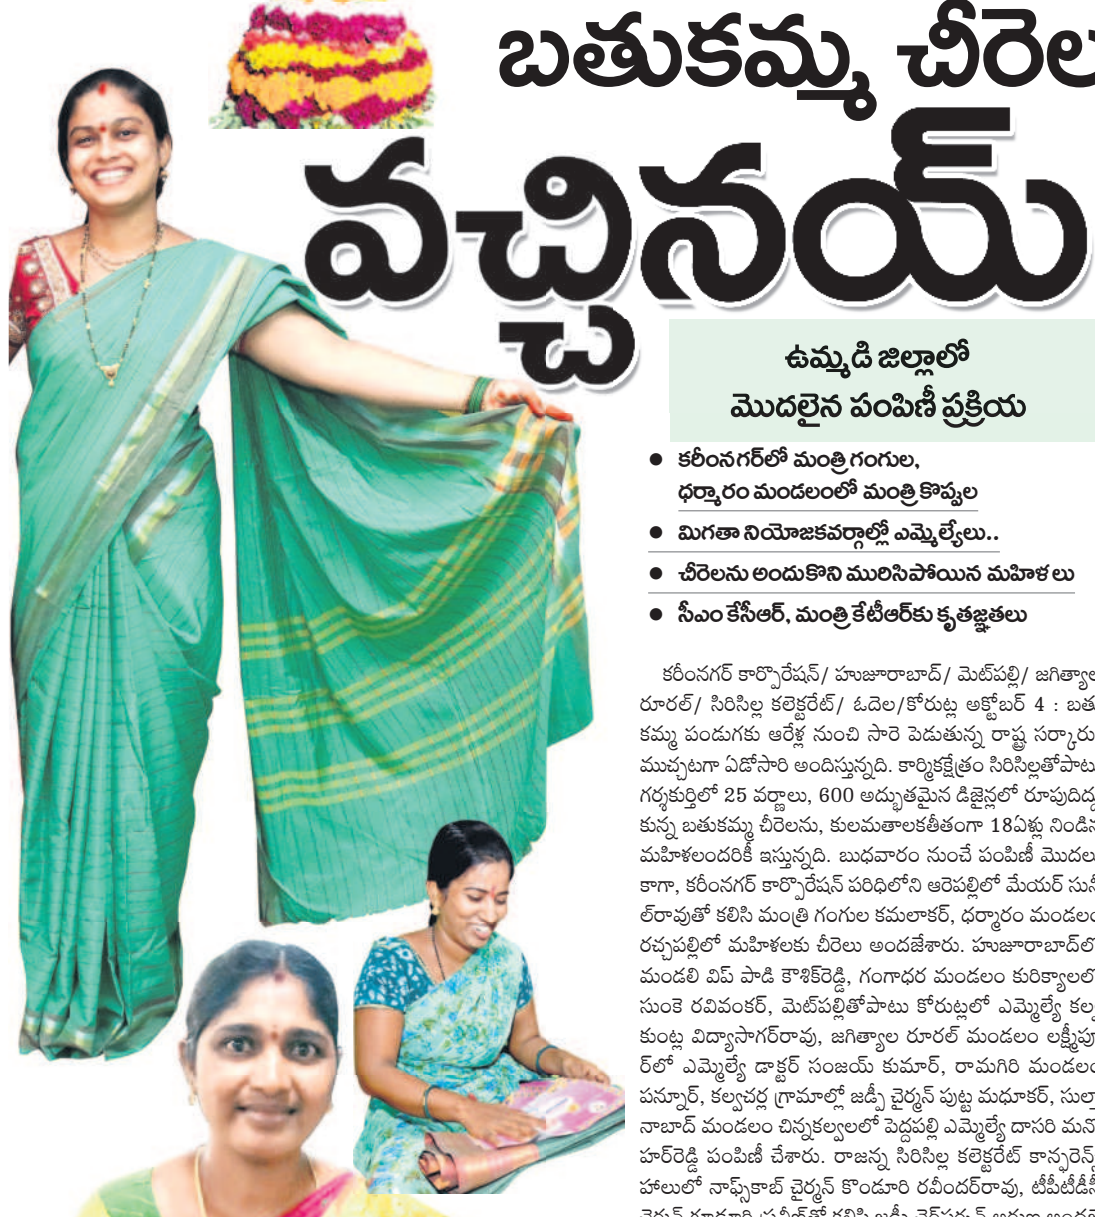 బతుకమ్మ చీరెల
వచ్చినయ్
ఉమ్మడి జిల్లాలో
మొదలైన పంపిణీ ప్రక్రియ
● కరీంనగర్‌లో మంత్రి గంగుల,
ధర్మారం మండలంలో మంత్రి కొప్పుల
● మిగతా నియోజకవర్గాల్లో ఎమ్మెల్యేలు..
● చీరెలను అందుకొని మురిసిపోయిన మహిళలు
● సీఎం కేసీఆర్, మంత్రి కేటీఆర్‌కు కృతజ్ఞతలు
కరీంనగర్ కార్పొరేషన్/ హుజూరాబాద్/ మెట్‌పల్లి/ జగిత్యాల
రూరల్/ సిరిసిల్ల కలెక్టరేట్/ ఓదెల/కోరుట్ల అక్టోబర్ 4 : బతు
కమ్మ పండుగకు ఆరేళ్ల నుంచి సారె పెడుతున్న రాష్ట్ర సర్కారు,
ముచ్చటగా ఏడోసారి అందిస్తున్నది. కార్మికక్షేత్రం సిరిసిల్లతోపాటు
గర్శకుర్తిలో 25 వర్ణాలు, 600 అద్భుతమైన డిజైన్లలో రూపుదిద్దు
కున్న బతుకమ్మ చీరెలను, కులమతాలకతీతంగా 18ఏళ్లు నిండిన
మహిళలందరికీ ఇస్తున్నది. బుధవారం నుంచే పంపిణీ మొదలు
కాగా, కరీంనగర్ కార్పొరేషన్ పరిధిలోని ఆరెపల్లిలో మేయర్ సునీ
ల్‌రావుతో కలిసి మంత్రి గంగుల కమలాకర్, ధర్మారం మండలం
రచ్చపల్లిలో మహిళలకు చీరెలు అందజేశారు. హుజూరాబాద్‌లో
మండలి విప్ పాడి కౌశిక్‌రెడ్డి, గంగాధర మండలం కురిక్యాలలో
సుంకె రవిశంకర్, మెట్‌పల్లితోపాటు కోరుట్లలో ఎమ్మెల్యే కల్వ
కుంట్ల విద్యాసాగర్‌రావు, జగిత్యాల రూరల్ మండలం లక్ష్మీపూ
ర్‌లో ఎమ్మెల్యే డాక్టర్ సంజయ్ కుమార్, రామగిరి మండలం
పన్నూర్, కల్వచర్ల గ్రామాల్లో జడ్పీ చైర్మన్ పుట్ట మధూకర్, సుల్తా
నాబాద్ మండలం చిన్నకల్వలలో పెద్దపల్లి ఎమ్మెల్యే దాసరి మనో
హర్‌రెడ్డి పంపిణీ చేశారు. రాజన్న సిరిసిల్ల కలెక్టరేట్ కాన్ఫరెన్స్
హాలులో నాఫ్స్‌కాబ్ చైర్మన్ కొండూరి రవీందర్‌రావు, టీపీటీడీసీ